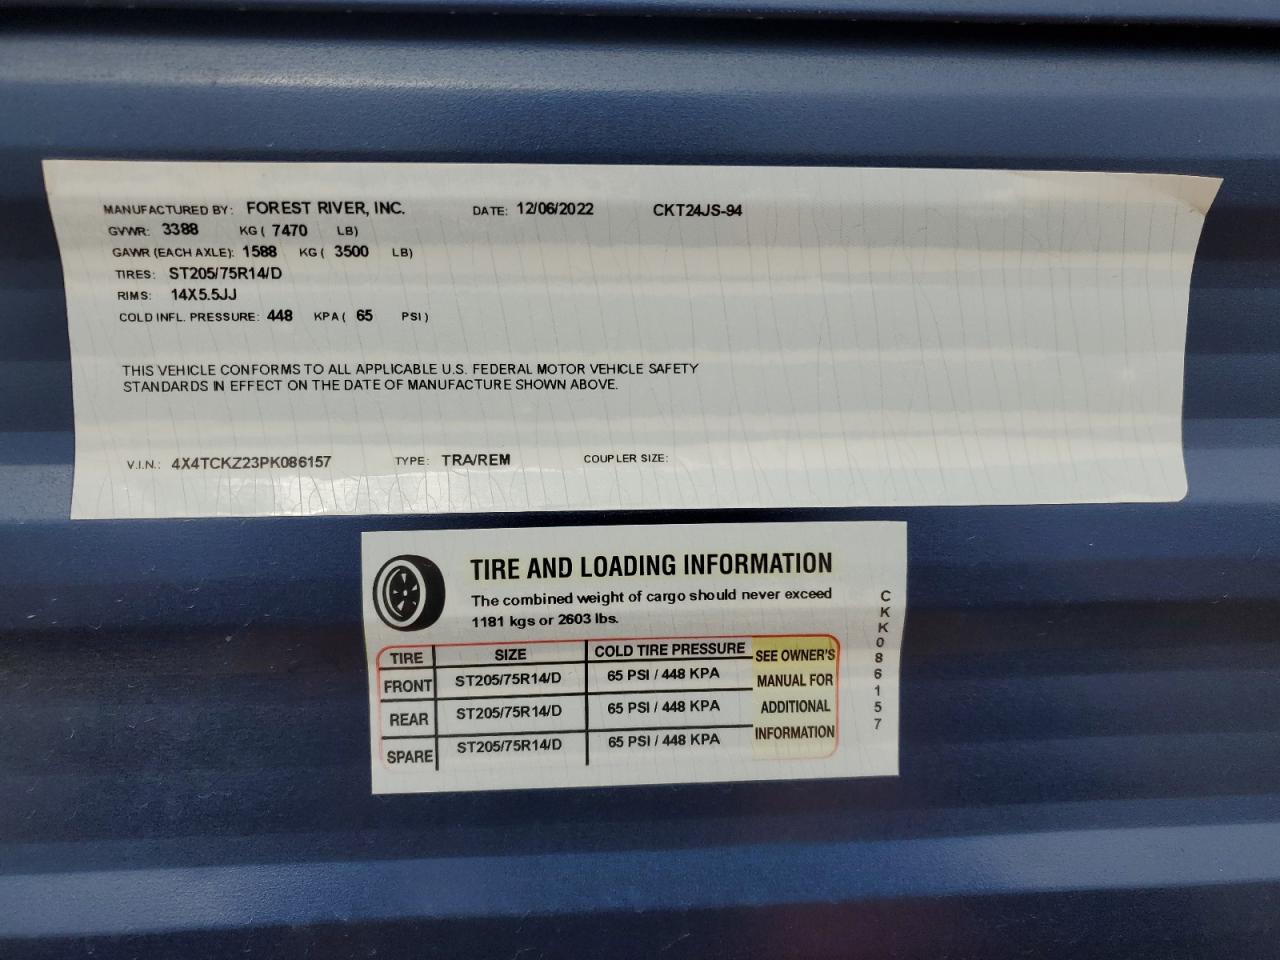 MANUFACTURED BY: FOREST RIVER, INC. DATE: 12/06/2022 CKT24JS-94
GVWR: 3388 KG ( 7470 LB)
GAWR (EACH AXLE): 1588 KG ( 3500 LB)
TIRES: ST205/75R14/D
RIMS: 14X5.5JJ
COLD INFL. PRESSURE: 448 KPA ( 65 PSI )
THIS VEHICLE CONFORMS TO ALL APPLICABLE U.S. FEDERAL MOTOR VEHICLE SAFETY
STANDARDS IN EFFECT ON THE DATE OF MANUFACTURE SHOWN ABOVE.
V.I.N.: 4X4TCKZ23PK086157 TYPE: TRA/REM COUPLER SIZE:
TIRE AND LOADING INFORMATION
The combined weight of cargo should never exceed
1181 kgs or 2603 lbs.
TIRE SIZE COLD TIRE PRESSURE
FRONT ST205/75R14/D 65 PSI / 448 KPA
REAR ST205/75R14/D 65 PSI / 448 KPA
SPARE ST205/75R14/D 65 PSI / 448 KPA
SEE OWNER'S
MANUAL FOR
ADDITIONAL
INFORMATION
CKK086157